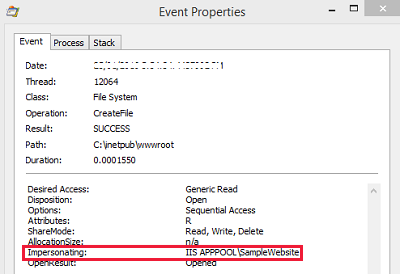 Event Properties
Event Process Stack
Date:
Thread: 12064
Class: File System
Operation: CreateFile
Result: SUCCESS
Path: C:\inetpub\wwwroot
Duration: 0.0001550
Desired Access: Generic Read
Disposition: Open
Options: Sequential Access
Attributes: R
ShareMode: Read, Write, Delete
AllocationSize: n/a
Impersonating: IIS APPPOOL\SampleWebsite
OpenResult: Opened